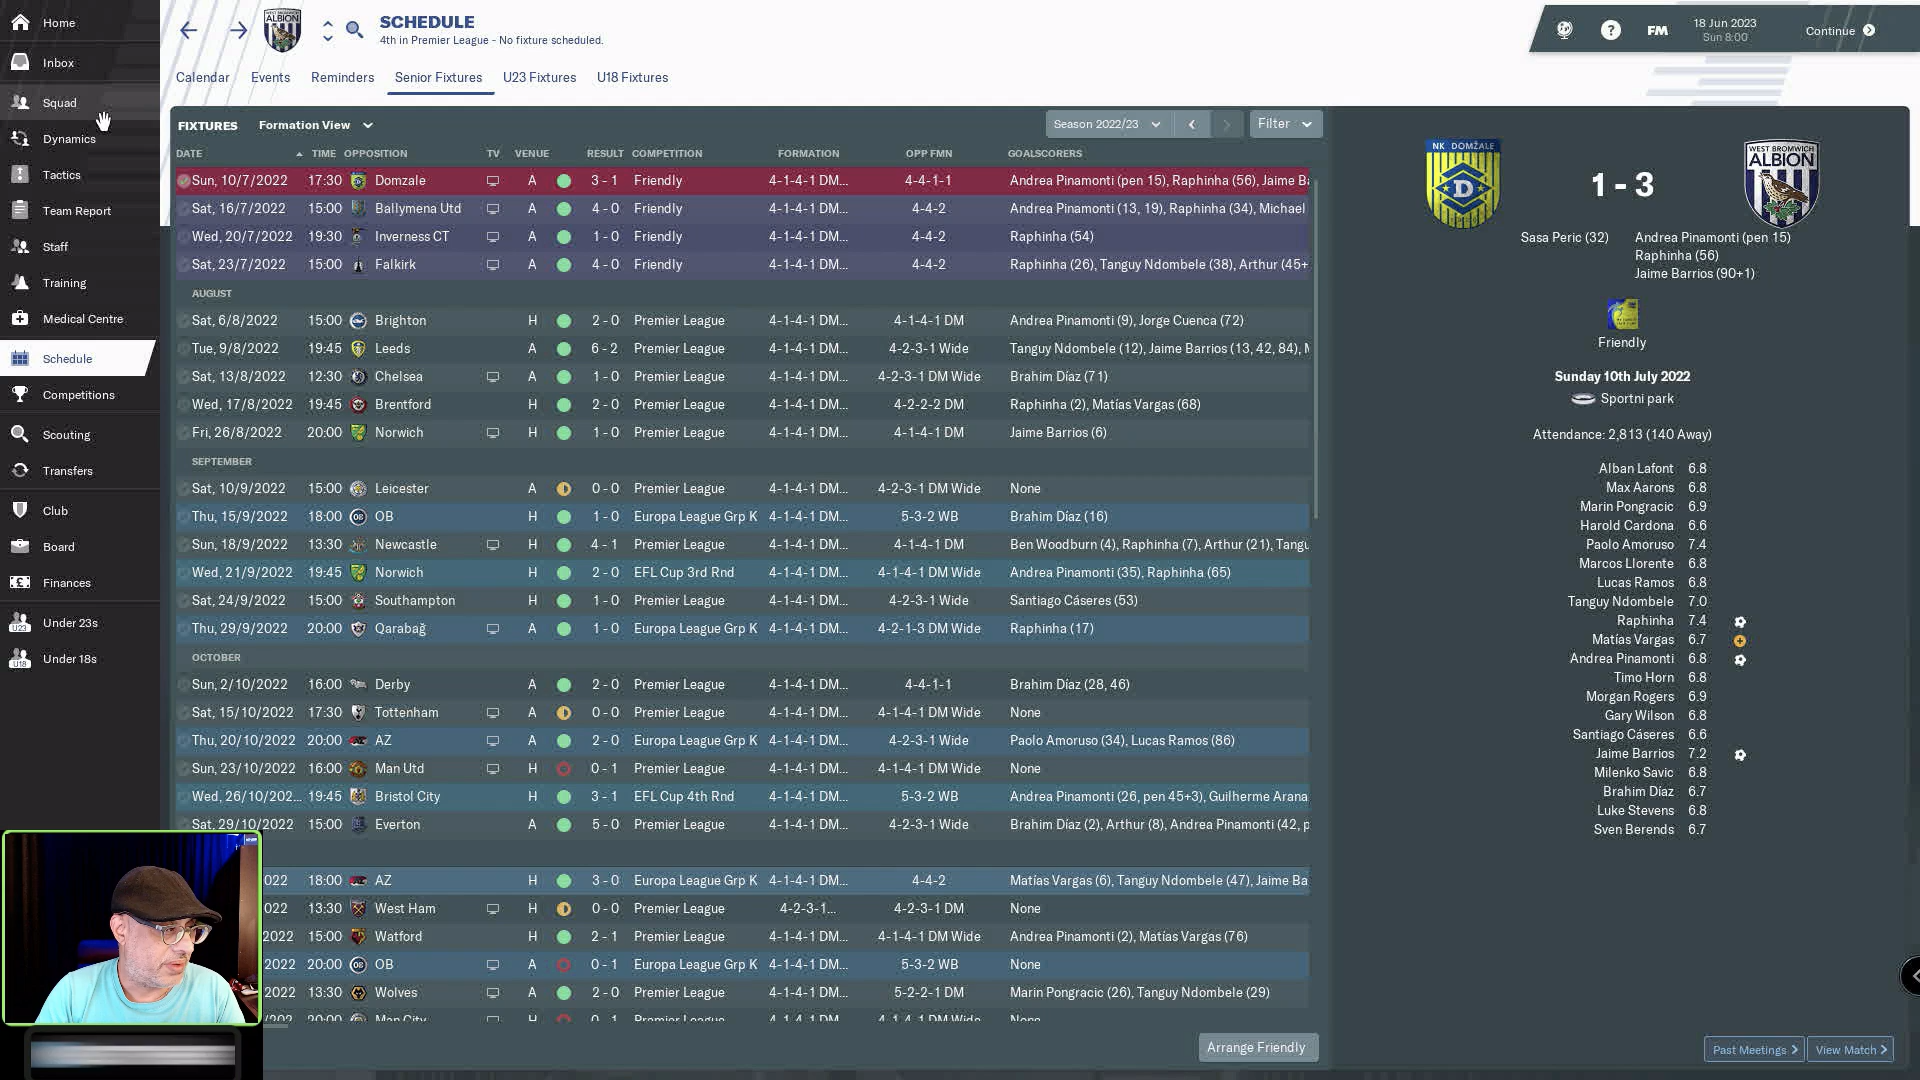 Home
Inbox
Squad
Dynamics
Tactics
Team Report
Staff
Training
Medical Centre
Schedule
Competitions
Scouting
Transfers
Club
Board
Finances
U23 Under 23s
U18 Under 18s
WEST BROMWICH ALBION
SCHEDULE
4th in Premier League - No fixture scheduled.
FM
18 Jun 2023
Sun 8:00
Continue
Calendar Events Reminders Senior Fixtures U23 Fixtures U18 Fixtures
FIXTURES Formation View Season 2022/23 Filter
DATE TIME OPPOSITION TV VENUE RESULT COMPETITION FORMATION OPP FMN GOALSCORERS
Sun, 10/7/2022 17:30 Domzale A 3 - 1 Friendly 4-1-4-1 DM... 4-4-1-1 Andrea Pinamonti (pen 15), Raphinha (56), Jaime Ba
Sat, 16/7/2022 15:00 Ballymena Utd A 4 - 0 Friendly 4-1-4-1 DM... 4-4-2 Andrea Pinamonti (13, 19), Raphinha (34), Michael
Wed, 20/7/2022 19:30 Inverness CT A 1 - 0 Friendly 4-1-4-1 DM... 4-4-2 Raphinha (54)
Sat, 23/7/2022 15:00 Falkirk A 4 - 0 Friendly 4-1-4-1 DM... 4-4-2 Raphinha (26), Tanguy Ndombele (38), Arthur (45+
AUGUST
Sat, 6/8/2022 15:00 Brighton H 2 - 0 Premier League 4-1-4-1 DM... 4-1-4-1 DM Andrea Pinamonti (9), Jorge Cuenca (72)
Tue, 9/8/2022 19:45 Leeds A 6 - 2 Premier League 4-1-4-1 DM... 4-2-3-1 Wide Tanguy Ndombele (12), Jaime Barrios (13, 42, 84),
Sat, 13/8/2022 12:30 Chelsea A 1 - 0 Premier League 4-1-4-1 DM... 4-2-3-1 DM Wide Brahim Díaz (71)
Wed, 17/8/2022 19:45 Brentford H 2 - 0 Premier League 4-1-4-1 DM... 4-2-2-2 DM Raphinha (2), Matías Vargas (68)
Fri, 26/8/2022 20:00 Norwich H 1 - 0 Premier League 4-1-4-1 DM... 4-1-4-1 DM Jaime Barrios (6)
SEPTEMBER
Sat, 10/9/2022 15:00 Leicester A 0 - 0 Premier League 4-1-4-1 DM... 4-2-3-1 DM Wide None
Thu, 15/9/2022 18:00 OB H 1 - 0 Europa League Grp K 4-1-4-1 DM... 5-3-2 WB Brahim Díaz (16)
Sun, 18/9/2022 13:30 Newcastle H 4 - 1 Premier League 4-1-4-1 DM... 4-1-4-1 DM Ben Woodburn (4), Raphinha (7), Arthur (21), Tangu
Wed, 21/9/2022 19:45 Norwich H 2 - 0 EFL Cup 3rd Rnd 4-1-4-1 DM... 4-1-4-1 DM Wide Andrea Pinamonti (35), Raphinha (65)
Sat, 24/9/2022 15:00 Southampton H 1 - 0 Premier League 4-1-4-1 DM... 4-2-3-1 Wide Santiago Cáseres (53)
Thu, 29/9/2022 20:00 Qarabağ A 1 - 0 Europa League Grp K 4-1-4-1 DM... 4-2-1-3 DM Wide Raphinha (17)
OCTOBER
Sun, 2/10/2022 16:00 Derby A 2 - 0 Premier League 4-1-4-1 DM... 4-4-1-1 Brahim Díaz (28, 46)
Sat, 15/10/2022 17:30 Tottenham A 0 - 0 Premier League 4-1-4-1 DM... 4-1-4-1 DM Wide None
Thu, 20/10/2022 20:00 AZ A 2 - 0 Europa League Grp K 4-1-4-1 DM... 4-2-3-1 Wide Paolo Amoruso (34), Lucas Ramos (86)
Sun, 23/10/2022 16:00 Man Utd H 0 - 1 Premier League 4-1-4-1 DM... 4-1-4-1 DM Wide None
Wed, 26/10/202... 19:45 Bristol City H 3 - 1 EFL Cup 4th Rnd 4-1-4-1 DM... 5-3-2 WB Andrea Pinamonti (26, pen 45+3), Guilherme Arana
Sat, 29/10/2022 15:00 Everton A 5 - 0 Premier League 4-1-4-1 DM... 4-2-3-1 Wide Brahim Díaz (2), Arthur (8), Andrea Pinamonti (42, p
022 18:00 AZ H 3 - 0 Europa League Grp K 4-1-4-1 DM... 4-4-2 Matías Vargas (6), Tanguy Ndombele (47), Jaime Ba
022 13:30 West Ham H 0 - 0 Premier League 4-2-3-1... 4-2-3-1 DM None
2022 15:00 Watford H 2 - 1 Premier League 4-1-4-1 DM... 4-1-4-1 DM Wide Andrea Pinamonti (2), Matías Vargas (76)
2022 20:00 OB A 0 - 1 Europa League Grp K 4-1-4-1 DM... 5-3-2 WB None
2022 13:30 Wolves A 2 - 0 Premier League 4-1-4-1 DM... 5-2-2-1 DM Marin Pongracic (26), Tanguy Ndombele (29)
20:00 Man City H 0 - 1 Premier League 4-1-4-1 DM... 4-1-4-1 DM Wide None
Arrange Friendly
NK DOMŽALE
D
1 - 3
WEST BROMWICH ALBION
Sasa Peric (32) Andrea Pinamonti (pen 15)
Raphinha (56)
Jaime Barrios (90+1)
Friendly
Sunday 10th July 2022
Sportni park
Attendance: 2,813 (140 Away)
Alban Lafont 6.8
Max Aarons 6.8
Marin Pongracic 6.9
Harold Cardona 6.6
Paolo Amoruso 7.4
Marcos Llorente 6.8
Lucas Ramos 6.8
Tanguy Ndombele 7.0
Raphinha 7.4
Matías Vargas 6.7
Andrea Pinamonti 6.8
Timo Horn 6.8
Morgan Rogers 6.9
Gary Wilson 6.8
Santiago Cáseres 6.6
Jaime Barrios 7.2
Milenko Savic 6.8
Brahim Díaz 6.7
Luke Stevens 6.8
Sven Berends 6.7
Past Meetings View Match